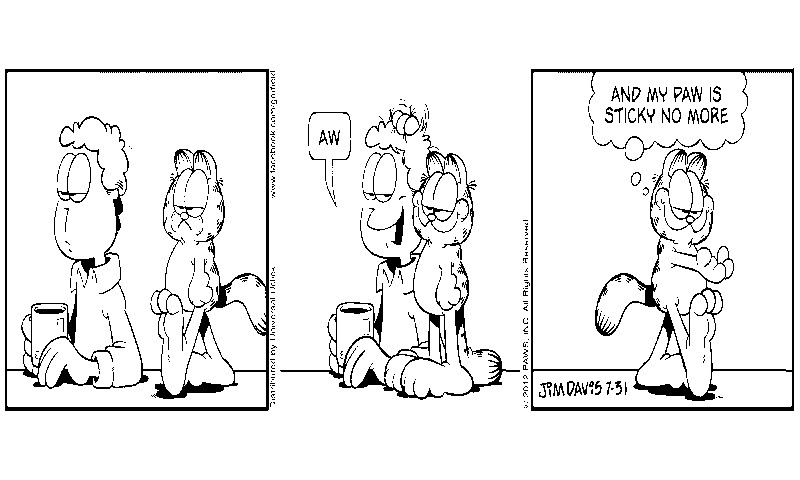 www.facebook.com/garfield
Distributed by Universal Uclick
AW
© 2012 PAWS, INC. All Rights Reserved.
AND MY PAW IS
STICKY NO MORE
JIM DAVIS 7-31